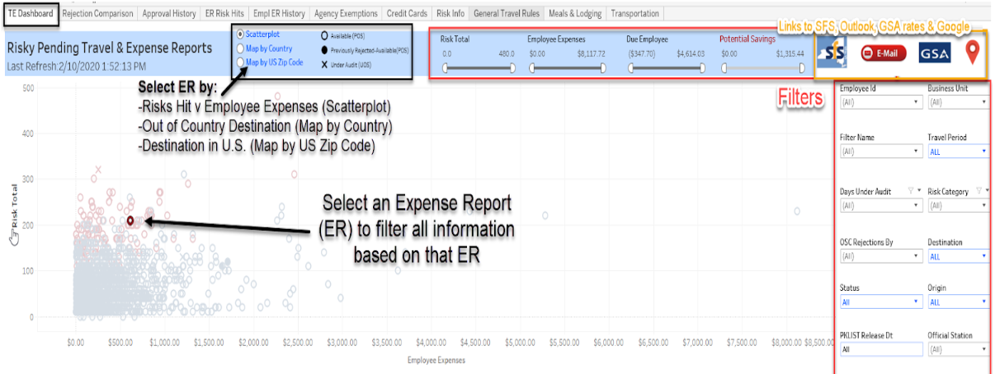 TE Dashboard Rejection Comparison Approval History ER Risk Hits Empl ER History Agency Exemptions Credit Cards Risk Info General Travel Rules Meals & Lodging Transportation
Links to SFS, Outlook, GSA rates & Google
Risky Pending Travel & Expense Reports
Last Refresh:2/10/2020 1:52:13 PM
Scatterplot
Map by Country
Map by US Zip Code
Available (POS)
Previously Rejected-Available(POS)
Under Audit (UOS)
Risk Total Employee Expenses Due Employee Potential Savings
0.0 480.0 $0.00 $8,117.72 ($347.70) $4,614.03 $0.00 $1,315.44
SFS E-Mail GSA
Select ER by:
-Risks Hit v Employee Expenses (Scatterplot)
-Out of Country Destination (Map by Country)
-Destination in U.S. (Map by US Zip Code)
Filters
Select an Expense Report
(ER) to filter all information
based on that ER
Employee Id Business Unit
(All) (All)
Filter Name Travel Period
(All) ALL
Days Under Audit Risk Category
(All) (All)
OSC Rejections By Destination
(All) ALL
Status Origin
All ALL
PKLIST Release Dt Official Station
All (All)
Risk Total
500
400
300
200
100
0
$0.00 $500.00 $1,000.00 $1,500.00 $2,000.00 $2,500.00 $3,000.00 $3,500.00 $4,000.00 $4,500.00 $5,000.00 $5,500.00 $6,000.00 $6,500.00 $7,000.00 $7,500.00 $8,000.00 $8,500.00
Employee Expenses